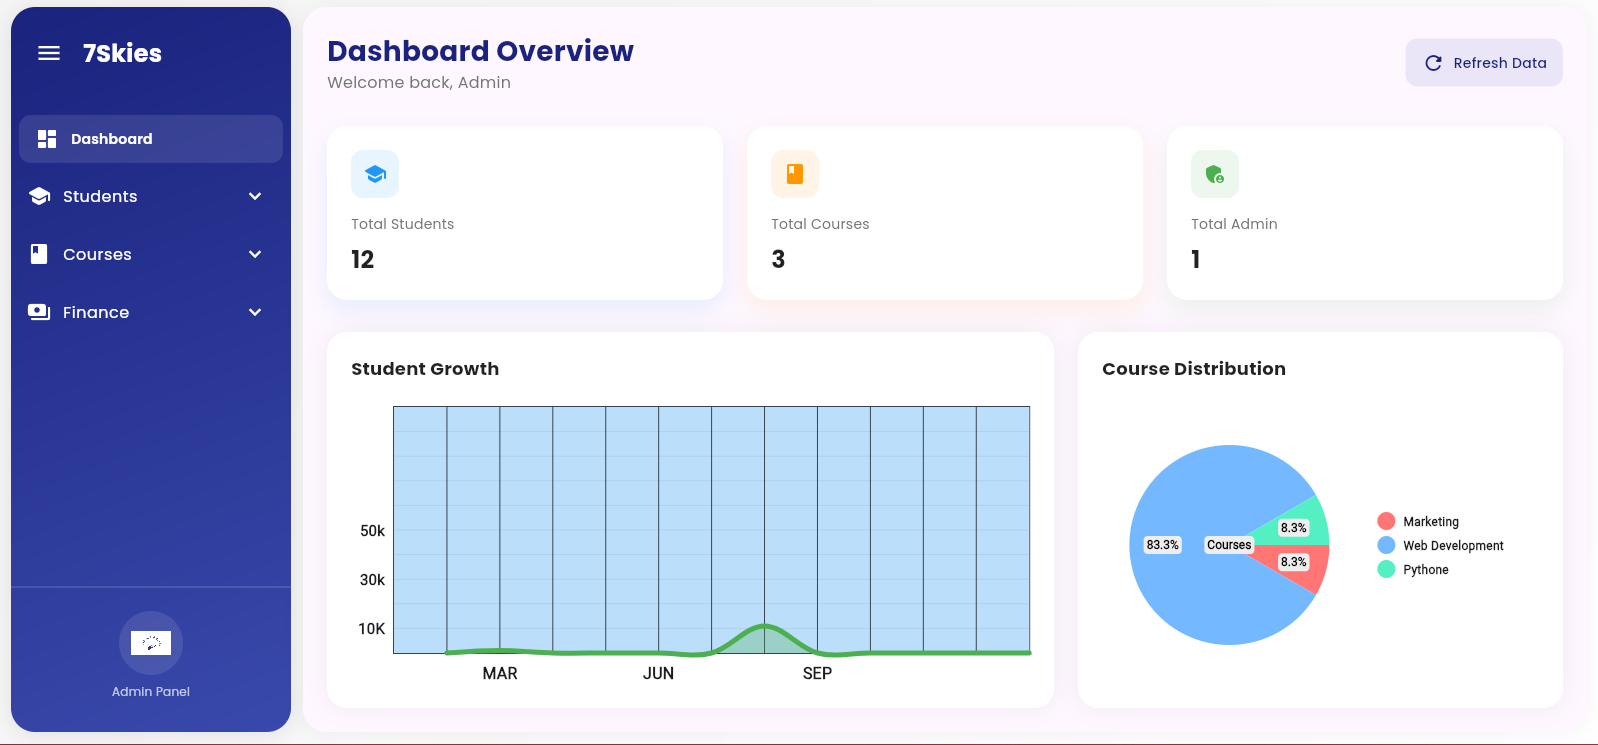 7Skies
Dashboard
Students
Courses
Finance
Admin Panel
Dashboard Overview
Welcome back, Admin
Refresh Data
Total Students
12
Total Courses
3
Total Admin
1
Student Growth
50k
30k
10K
MAR JUN SEP
Course Distribution
83.3%
Courses
8.3%
8.3%
Marketing
Web Development
Pythone